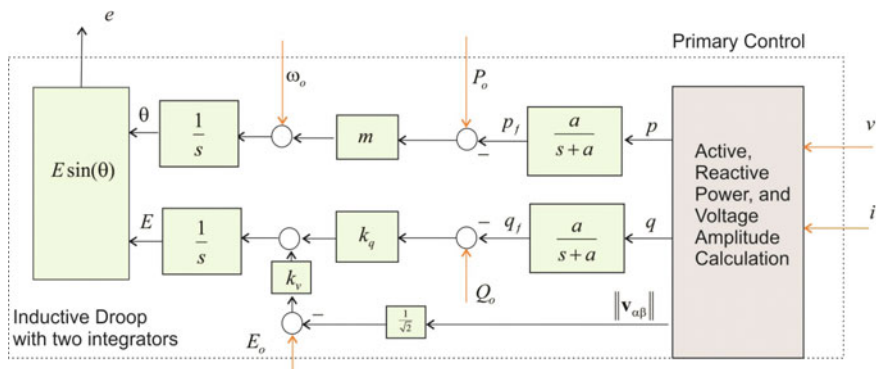 e
Primary Control
ω_o
P_o
θ
1/s
m
p_f
a/(s+a)
p
v
E sin(θ)
Active,
Reactive
Power, and
Voltage
Amplitude
Calculation
E
1/s
k_q
q_f
a/(s+a)
q
i
−
−
k_v
Q_o
‖v_αβ‖
−
1/√2
E_o
Inductive Droop
with two integrators